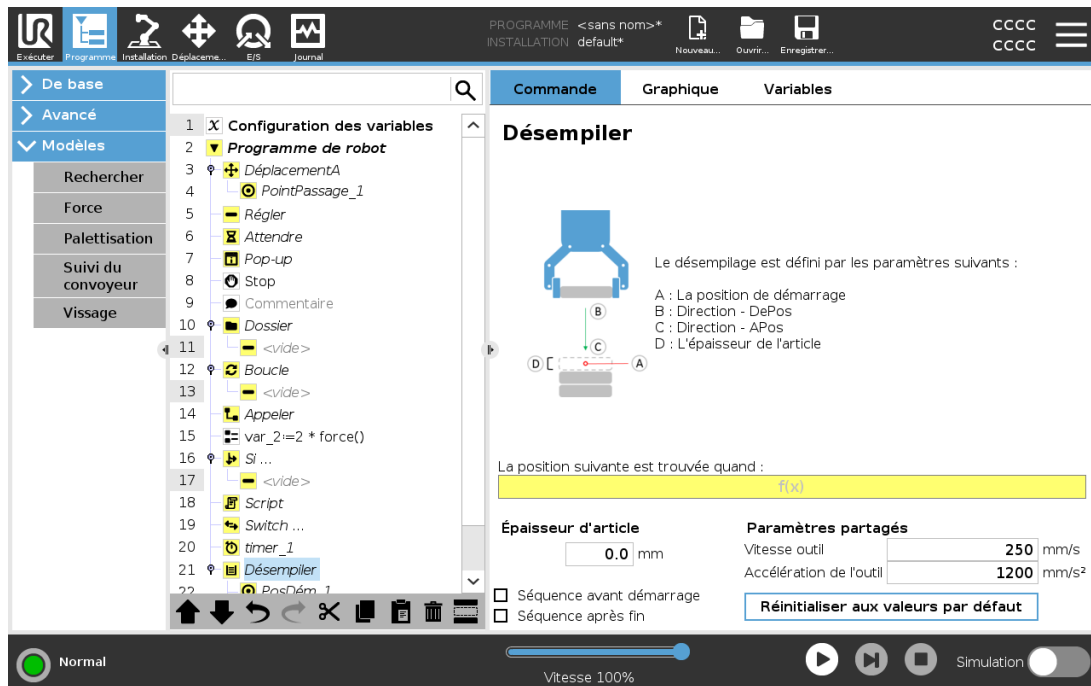 PROGRAMME <sans nom>*
INSTALLATION default*
CCCC
CCCC
Exécuter
Programme
Installation
Déplaceme...
E/S
Journal
Nouveau...
Ouvrir...
Enregistrer...
De base
Avancé
Modèles
Rechercher
Force
Palettisation
Suivi du
convoyeur
Vissage
1 X Configuration des variables
2 Programme de robot
3 DéplacementA
4 PointPassage_1
5 Régler
6 Attendre
7 Pop-up
8 Stop
9 Commentaire
10 Dossier
11 <vide>
12 Boucle
13 <vide>
14 Appeler
15 var_2:=2 * force()
16 Si ...
17 <vide>
18 Script
19 Switch ...
20 timer_1
21 Désempiler
22 PosDém_1
Commande Graphique Variables
Désempiler
B
C
D
A
Le désempilage est défini par les paramètres suivants :
A : La position de démarrage
B : Direction - DePos
C : Direction - APos
D : L'épaisseur de l'article
La position suivante est trouvée quand :
f(x)
Épaisseur d'article
0.0 mm
Séquence avant démarrage
Séquence après fin
Paramètres partagés
Vitesse outil 250 mm/s
Accélération de l'outil 1200 mm/s²
Réinitialiser aux valeurs par défaut
Normal
Vitesse 100%
Simulation